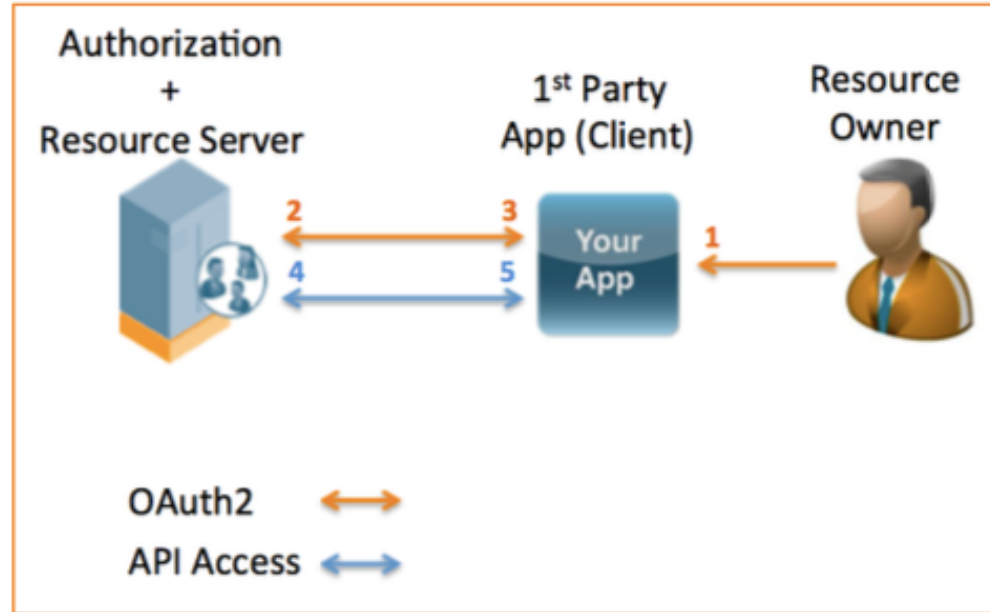 Authorization
+
Resource Server
1st Party
App (Client)
Resource
Owner
2
3
4
5
Your
App
1
OAuth2
API Access